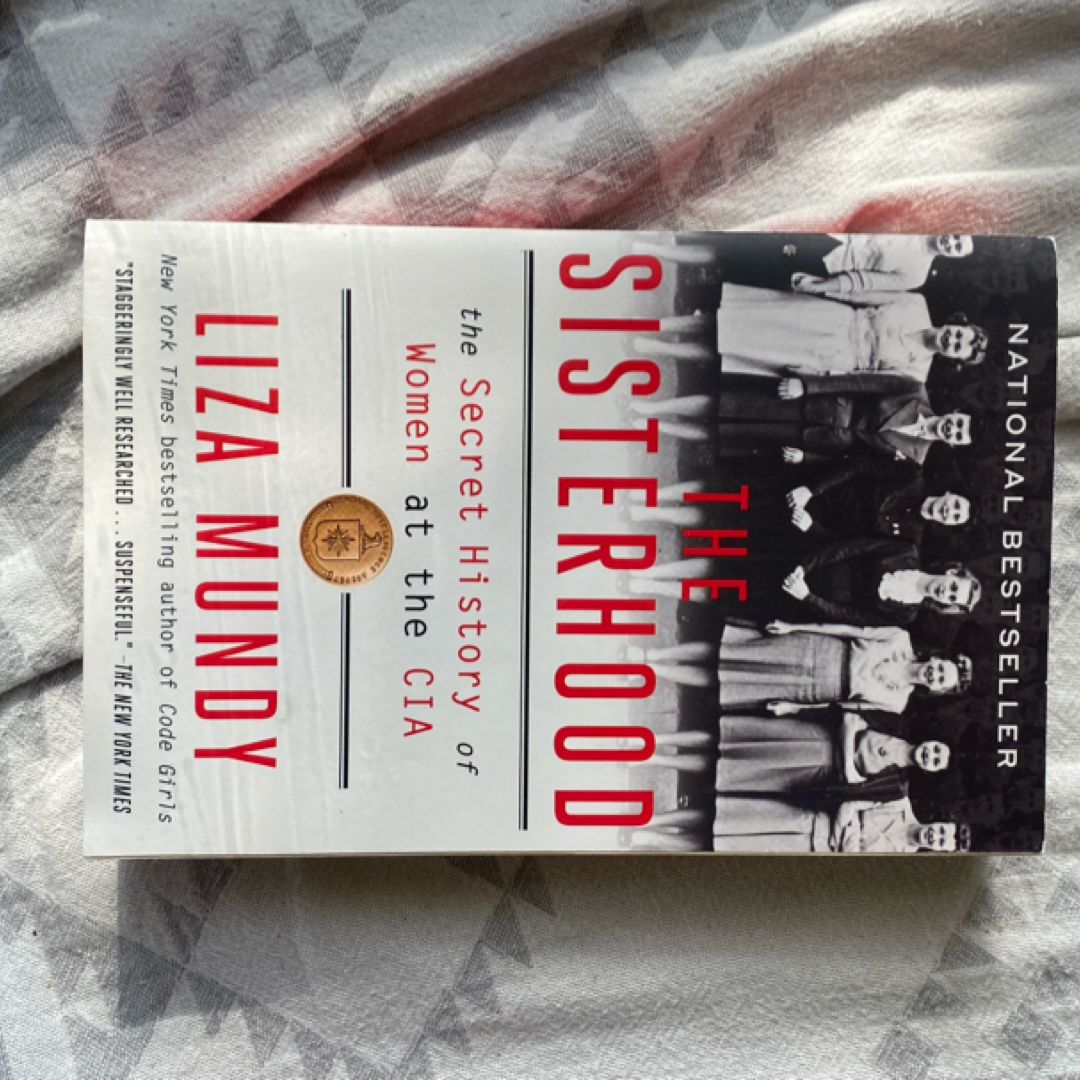 NATIONAL BESTSELLER
THE
SISTERHOOD
the Secret History of
Women at the CIA
LIZA MUNDY
New York Times bestselling author of Code Girls
"STAGGERINGLY WELL RESEARCHED . . . SUSPENSEFUL." –THE NEW YORK TIMES